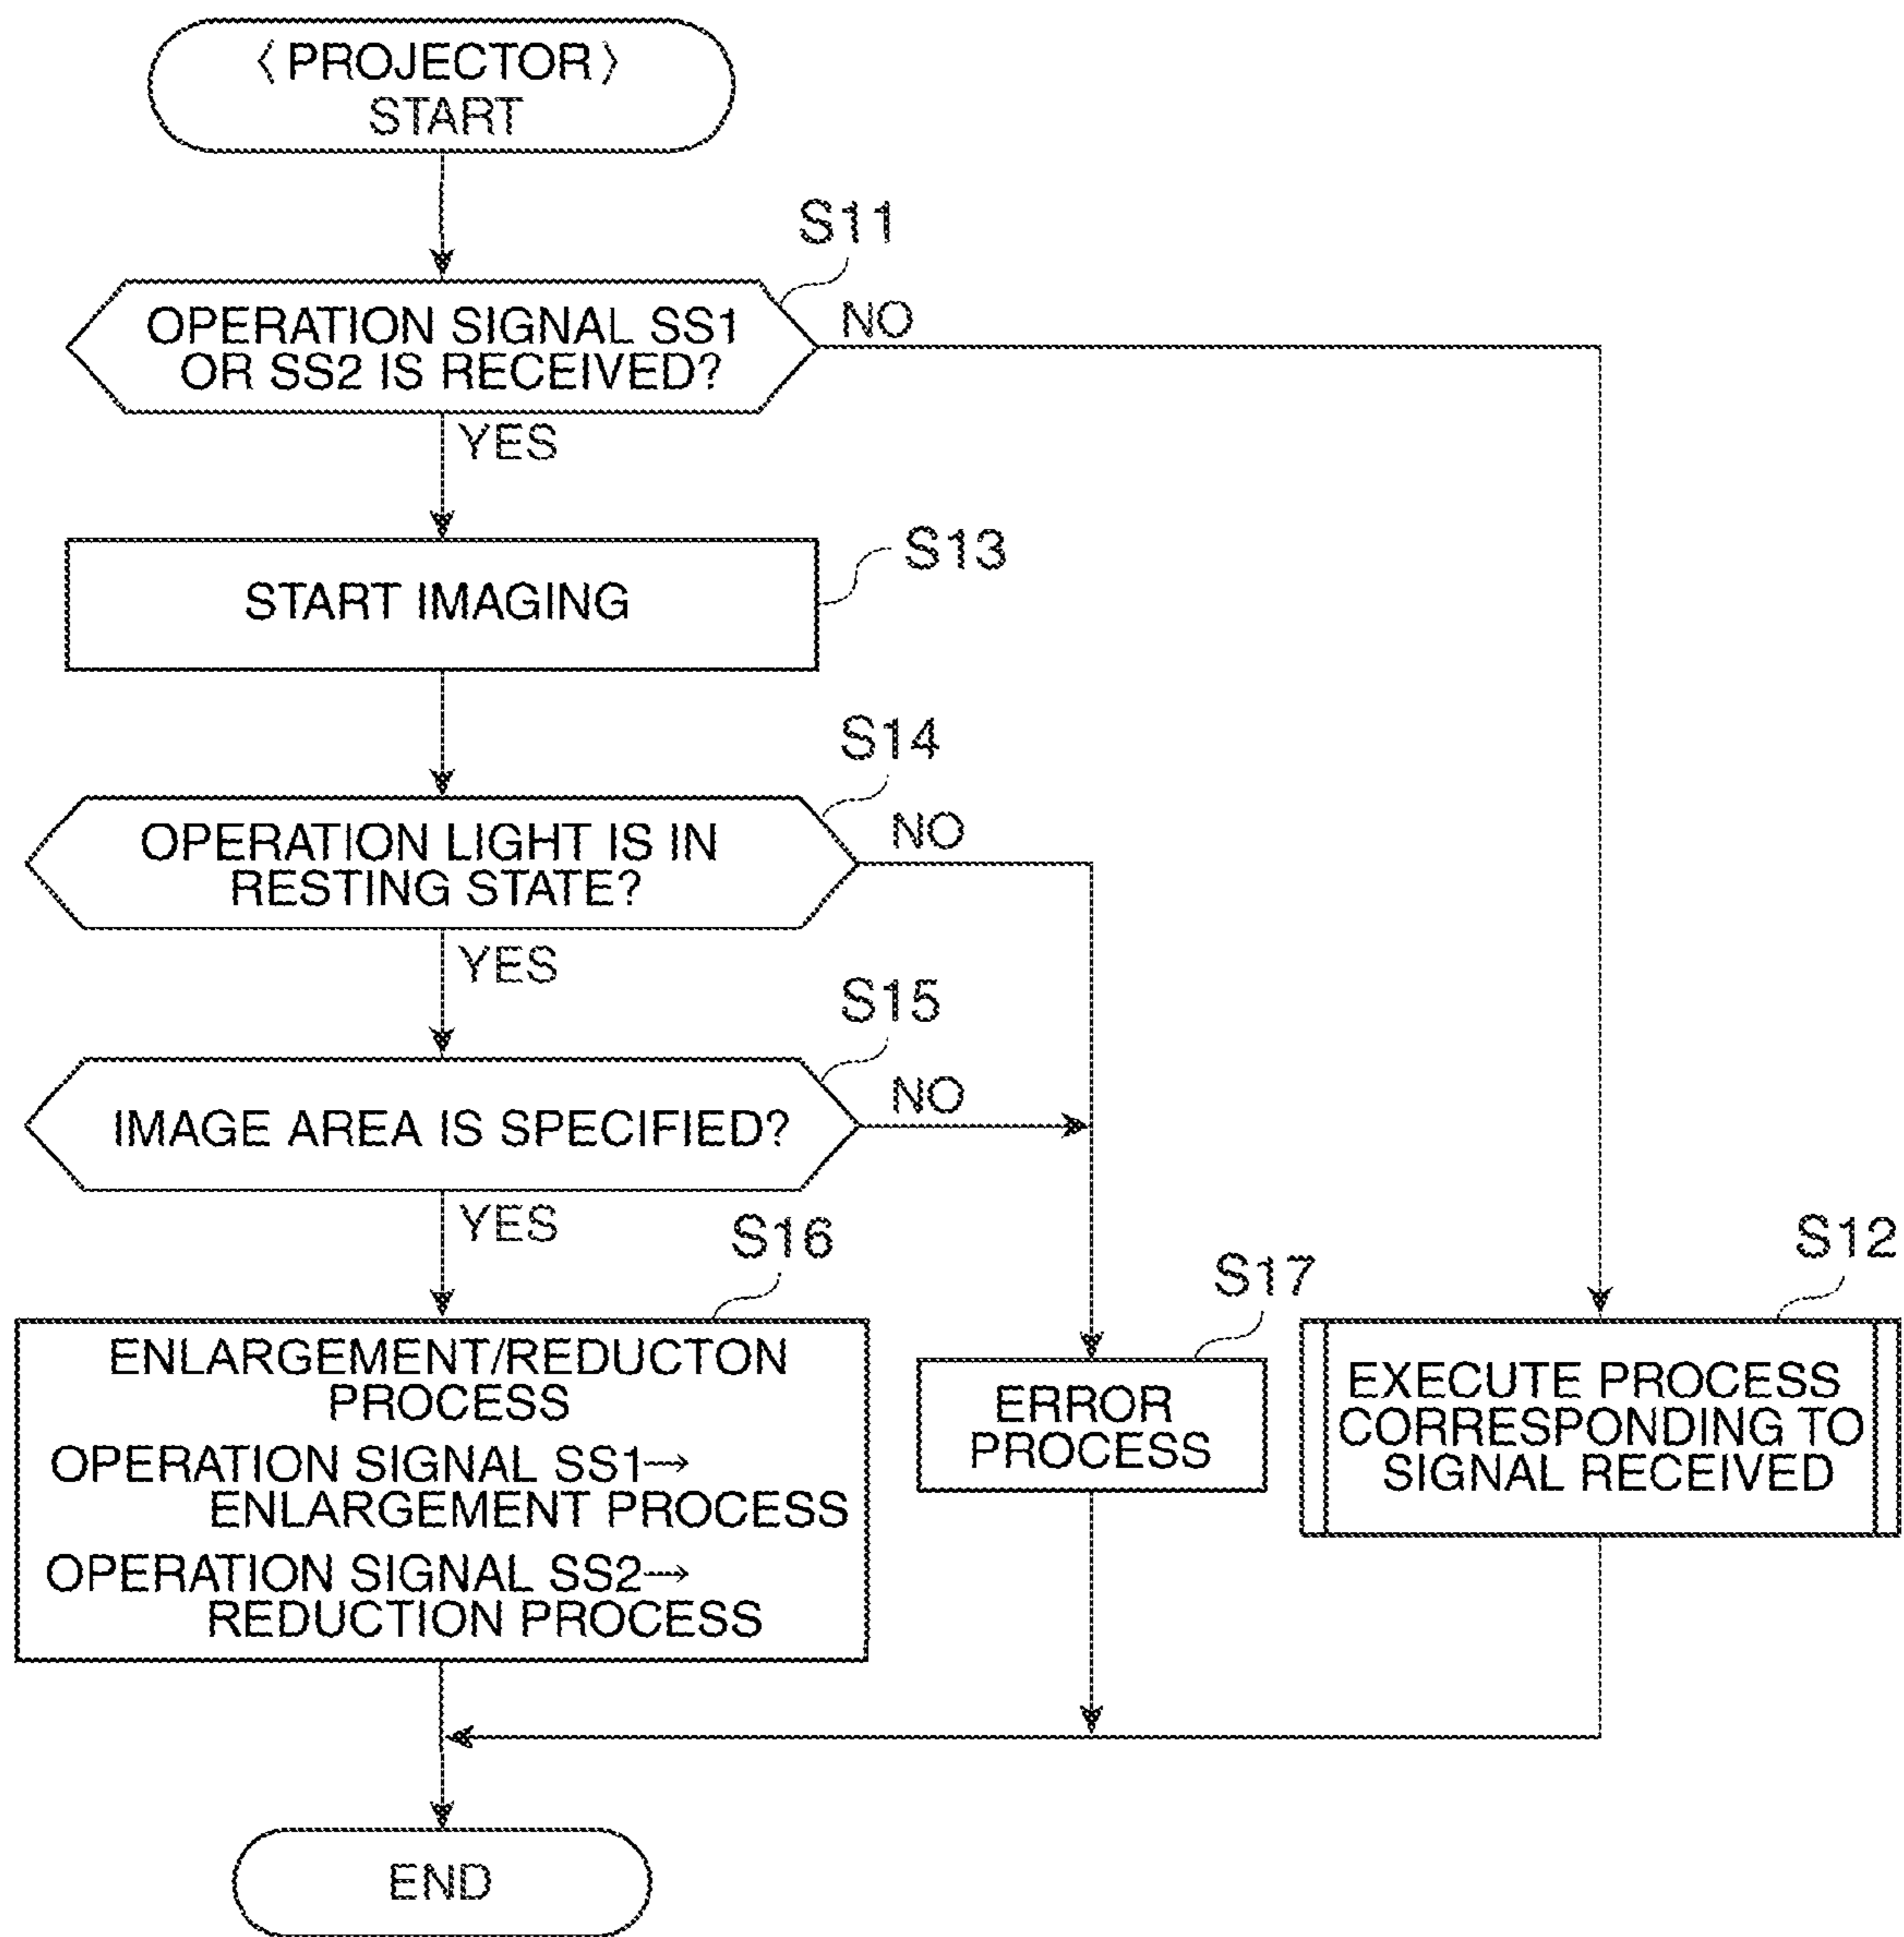 〈PROJECTOR〉
START
S11
OPERATION SIGNAL SS1
OR SS2 IS RECEIVED?
NO
YES
START IMAGING
S13
S14
OPERATION LIGHT IS IN
RESTING STATE?
NO
YES
S15
IMAGE AREA IS SPECIFIED?
NO
YES
S16
ENLARGEMENT/REDUCTON
PROCESS
OPERATION SIGNAL SS1→
ENLARGEMENT PROCESS
OPERATION SIGNAL SS2→
REDUCTION PROCESS
S17
ERROR
PROCESS
S12
EXECUTE PROCESS
CORRESPONDING TO
SIGNAL RECEIVED
END